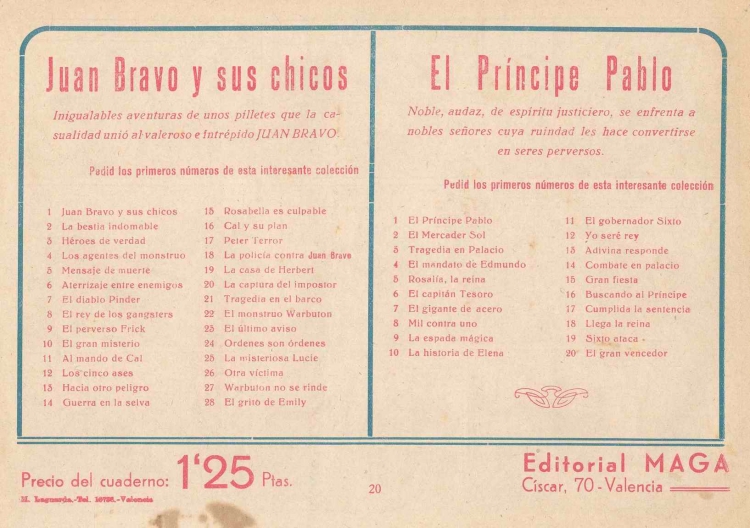 Juan Bravo y sus chicos
Inigualables aventuras de unos pilletes que la ca-
sualidad unió al valeroso e intrépido JUAN BRAVO.
Pedid los primeros números de esta interesante colección
1 Juan Bravo y sus chicos
2 La bestia indomable
3 Héroes de verdad
4 Los agentes del monstruo
5 Mensaje de muerte
6 Aterrizaje entre enemigos
7 El diablo Pinder
8 El rey de los gangsters
9 El perverso Frick
10 El gran misterio
11 Al mando de Cal
12 Los cinco ases
13 Hacia otro peligro
14 Guerra en la selva
15 Rosabella es culpable
16 Cal y su plan
17 Peter Terror
18 La policía contra Juan Bravo
19 La casa de Herbert
20 La captura del impostor
21 Tragedia en el barco
22 El monstruo Warbuton
23 El último aviso
24 Ordenes son órdenes
25 La misteriosa Lucie
26 Otra víctima
27 Warbuton no se rinde
28 El grito de Emily
El Príncipe Pablo
Noble, audaz, de espíritu justiciero, se enfrenta a
nobles señores cuya ruindad les hace convertirse
en seres perversos.
Pedid los primeros números de esta interesante colección
1 El Príncipe Pablo
2 El Mercader Sol
3 Tragedia en Palacio
4 El mandato de Edmundo
5 Rosalía, la reina
6 El capitán Tesoro
7 El gigante de acero
8 Mil contra uno
9 La espada mágica
10 La historia de Elena
11 El gobernador Sixto
12 Yo seré rey
13 Adivina responde
14 Combate en palacio
15 Gran fiesta
16 Buscando al Príncipe
17 Cumplida la sentencia
18 Llega la reina
19 Sixto ataca
20 El gran vencedor
Precio del cuaderno: 1'25 Ptas.
M. Laguarda.-Tel. 16795.-Valencia
20
Editorial MAGA
Císcar, 70 - Valencia